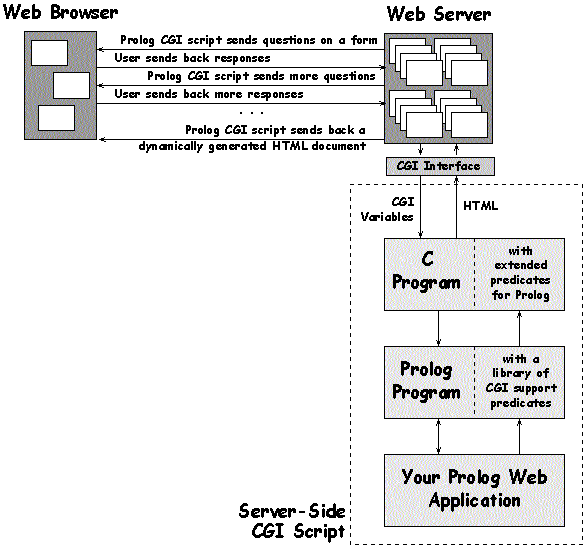 Web Browser
Web Server
Prolog CGI script sends questions on a form
User sends back responses
Prolog CGI script sends more questions
User sends back more responses
. . .
Prolog CGI script sends back a
dynamically generated HTML document
CGI Interface
CGI
Variables
HTML
C
Program
with
extended
predicates
for Prolog
Prolog
Program
with a
library of
CGI support
predicates
Your Prolog Web
Application
Server-Side
CGI Script